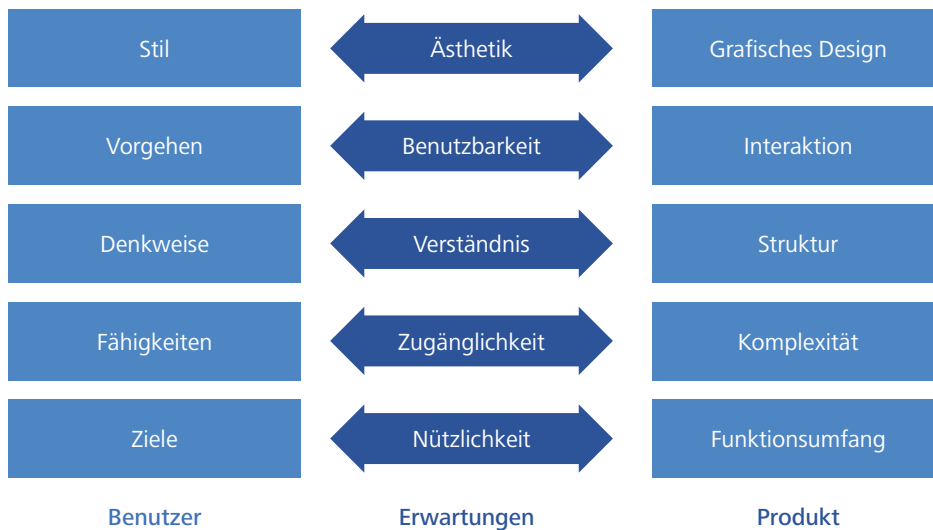 Stil
Ästhetik
Grafisches Design
Vorgehen
Benutzbarkeit
Interaktion
Denkweise
Verständnis
Struktur
Fähigkeiten
Zugänglichkeit
Komplexität
Ziele
Nützlichkeit
Funktionsumfang
Benutzer
Erwartungen
Produkt